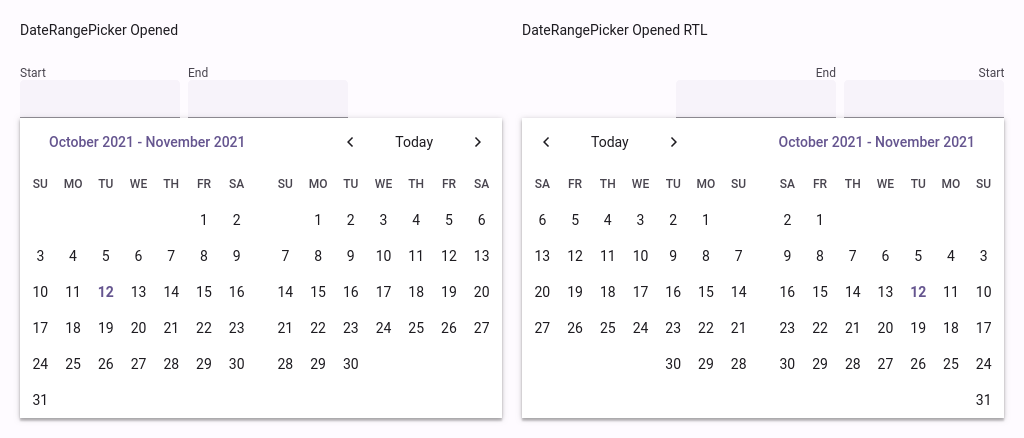 DateRangePicker Opened
Start End
October 2021 - November 2021 Today
SU MO TU WE TH FR SA SU MO TU WE TH FR SA
1 2 1 2 3 4 5 6
3 4 5 6 7 8 9 7 8 9 10 11 12 13
10 11 12 13 14 15 16 14 15 16 17 18 19 20
17 18 19 20 21 22 23 21 22 23 24 25 26 27
24 25 26 27 28 29 30 28 29 30
31
DateRangePicker Opened RTL
End Start
Today October 2021 - November 2021
SA FR TH WE TU MO SU SA FR TH WE TU MO SU
6 5 4 3 2 1 2 1
13 12 11 10 9 8 7 9 8 7 6 5 4 3
20 19 18 17 16 15 14 16 15 14 13 12 11 10
27 26 25 24 23 22 21 23 22 21 20 19 18 17
30 29 28 30 29 28 27 26 25 24
31